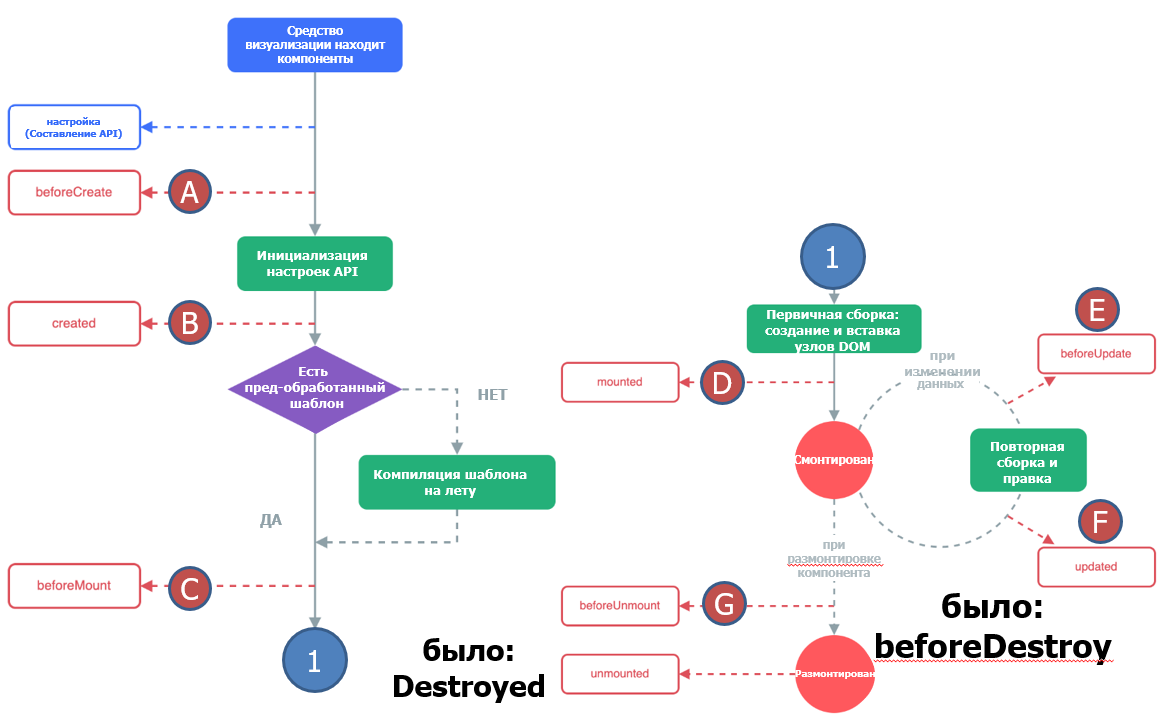 Средство
визуализации находит
компоненты
настройка
(Составление API)
beforeCreate
A
Инициализация
настроек API
created
B
Есть
пред-обработанный
шаблон
НЕТ
Компиляция шаблона
на лету
ДА
beforeMount
C
1
было:
Destroyed
1
Первичная сборка:
создание и вставка
узлов DOM
mounted
D
Смонтирован
при
изменении
данных
E
beforeUpdate
Повторная
сборка и
правка
F
updated
при
размонтировке
компонента
beforeUnmount
G
было:
beforeDestroy
unmounted
Размонтирован